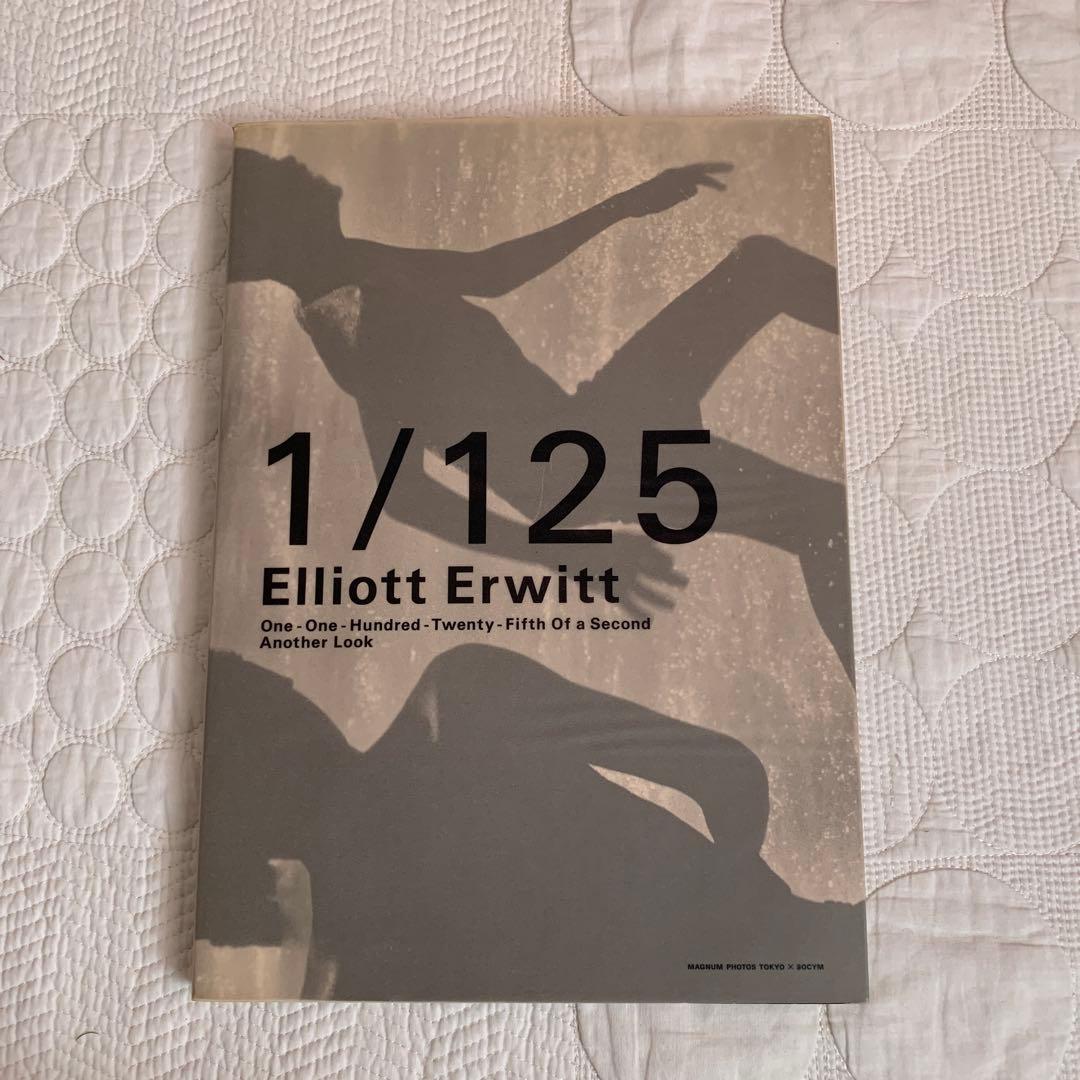 1/125
Elliott Erwitt
One-One-Hundred-Twenty-Fifth Of a Second
Another Look
MAGNUM PHOTOS TOKYO × SOCYM